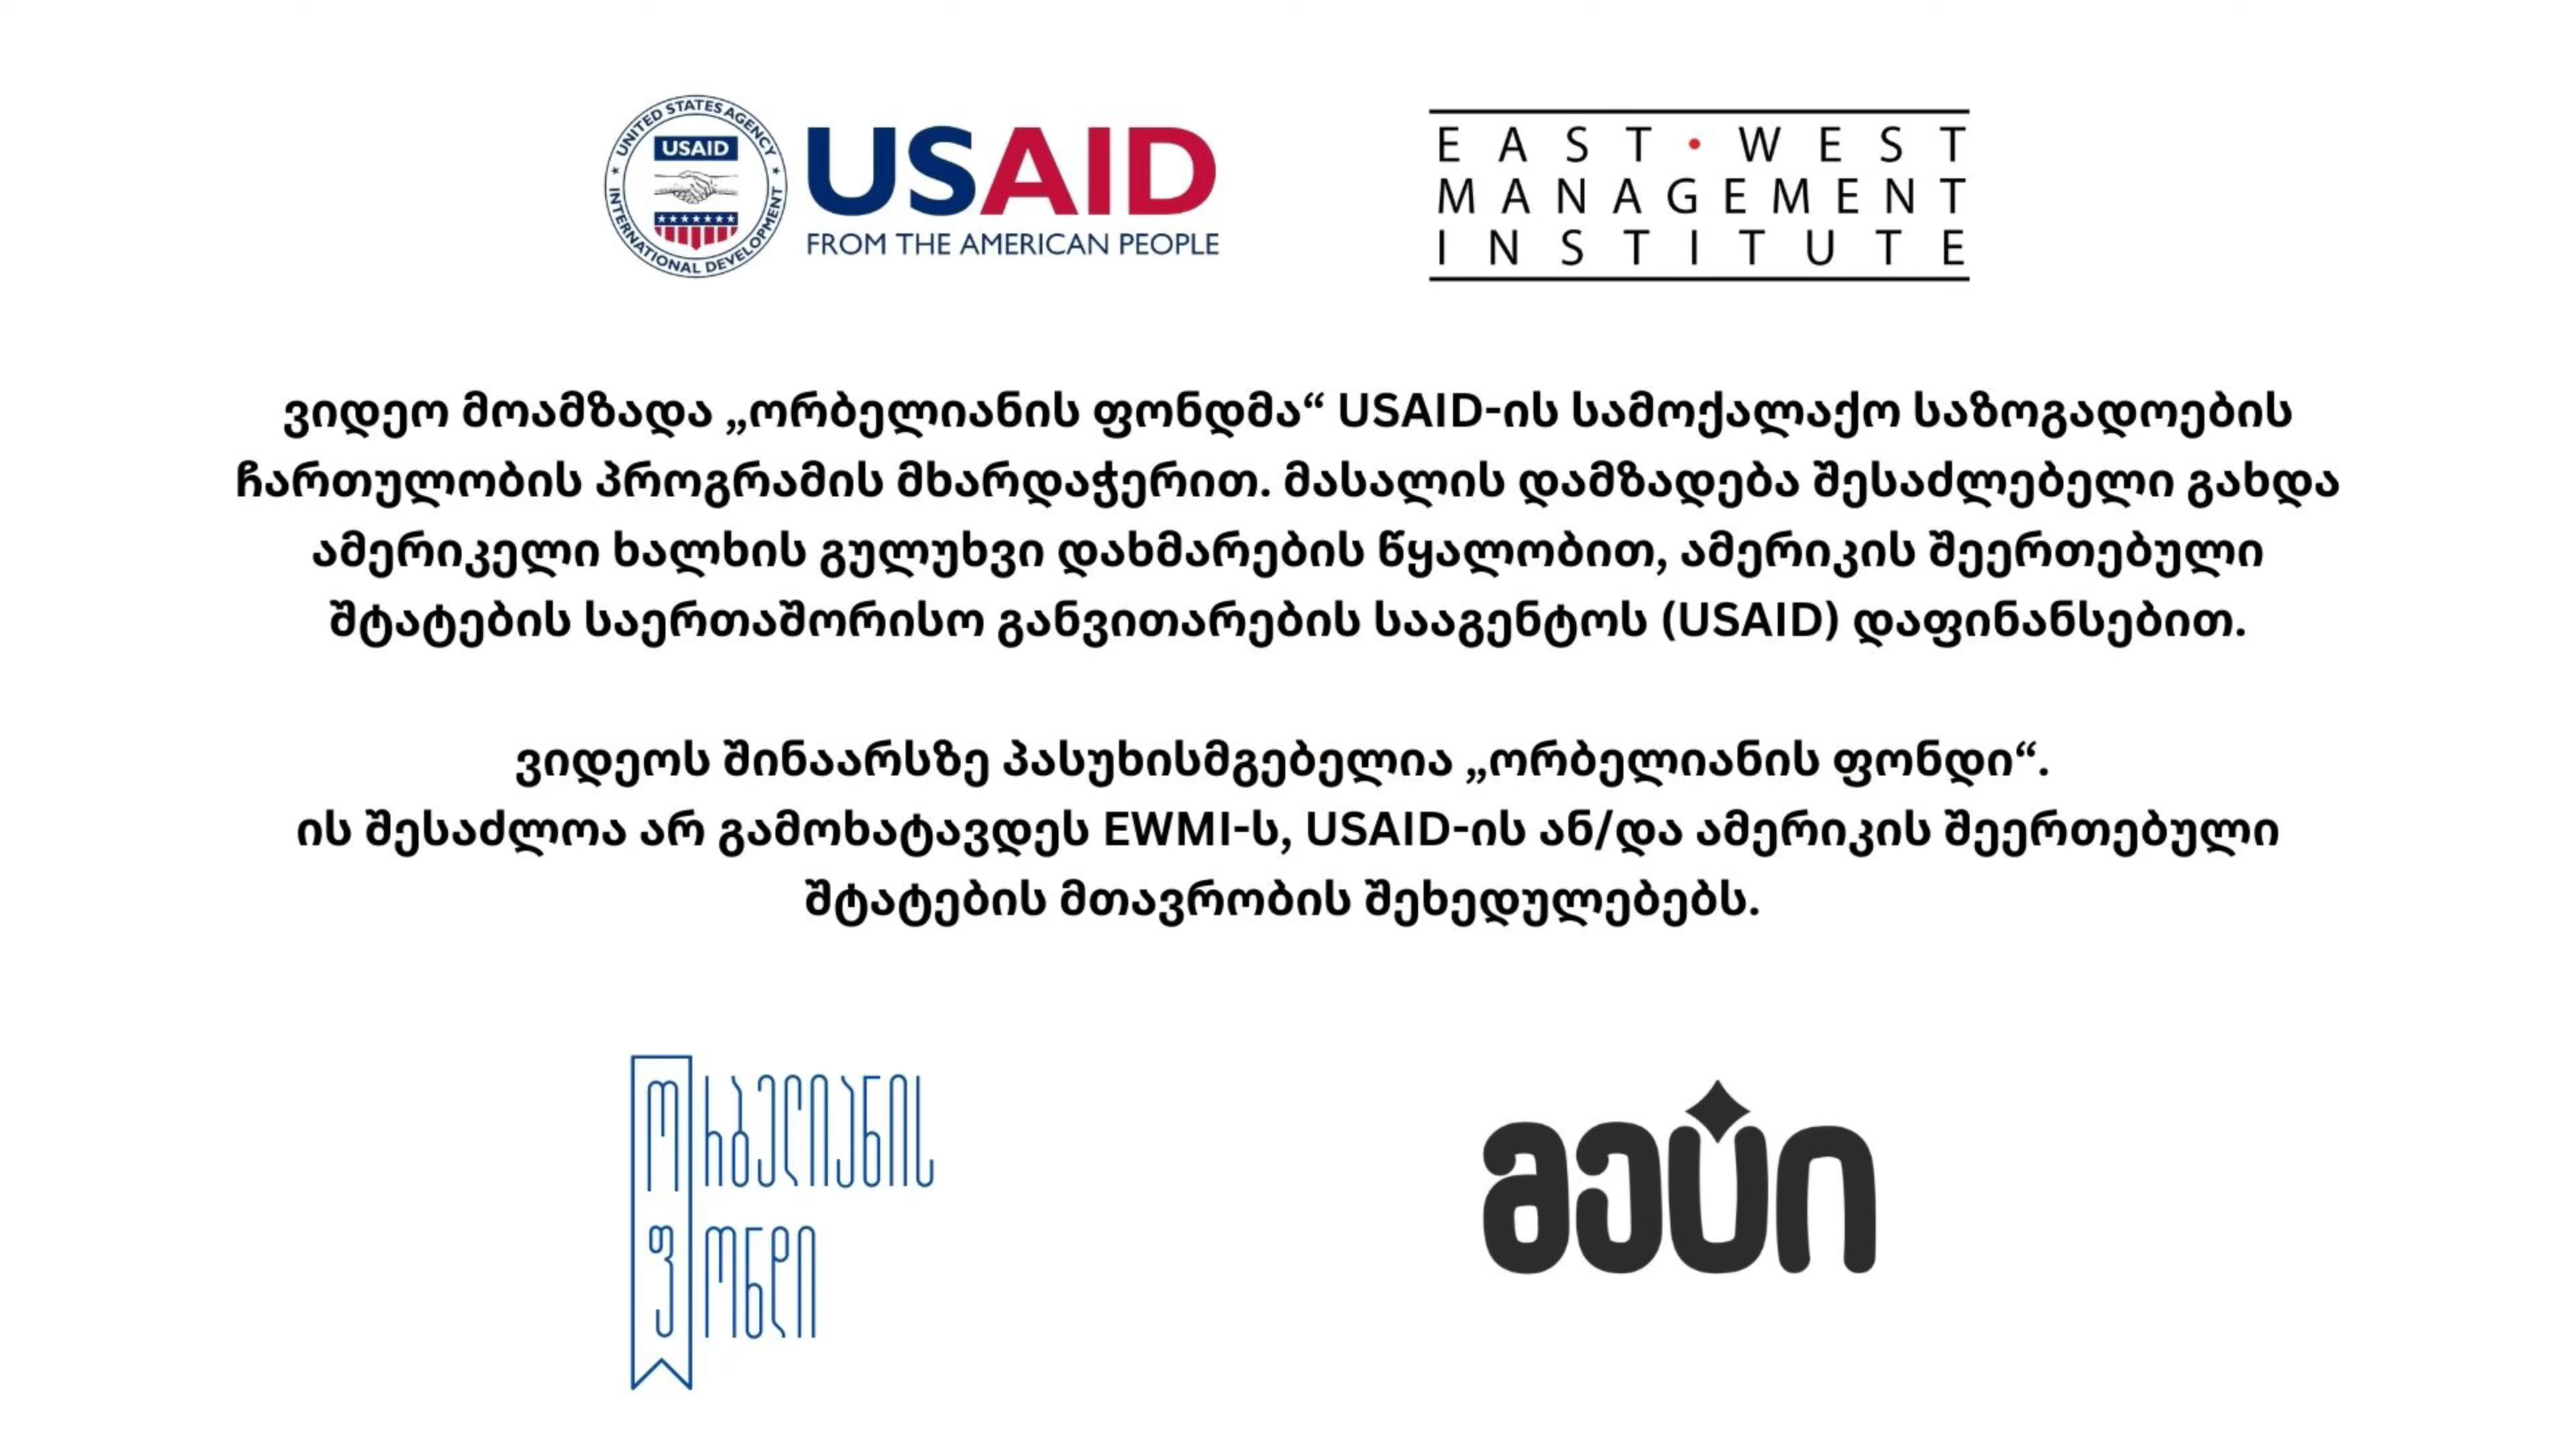 UNITED STATES AGENCY
INTERNATIONAL DEVELOPMENT
USAID
USAID
FROM THE AMERICAN PEOPLE
EAST • WEST
MANAGEMENT
INSTITUTE
ვიდეო მოამზადა „ორბელიანის ფონდმა“ USAID-ის სამოქალაქო საზოგადოების
ჩართულობის პროგრამის მხარდაჭერით. მასალის დამზადება შესაძლებელი გახდა
ამერიკელი ხალხის გულუხვი დახმარების წყალობით, ამერიკის შეერთებული
შტატების საერთაშორისო განვითარების სააგენტოს (USAID) დაფინანსებით.
ვიდეოს შინაარსზე პასუხისმგებელია „ორბელიანის ფონდი“.
ის შესაძლოა არ გამოხატავდეს EWMI-ს, USAID-ის ან/და ამერიკის შეერთებული
შტატების მთავრობის შეხედულებებს.
ორბელიანის
ფონდი
მეტი